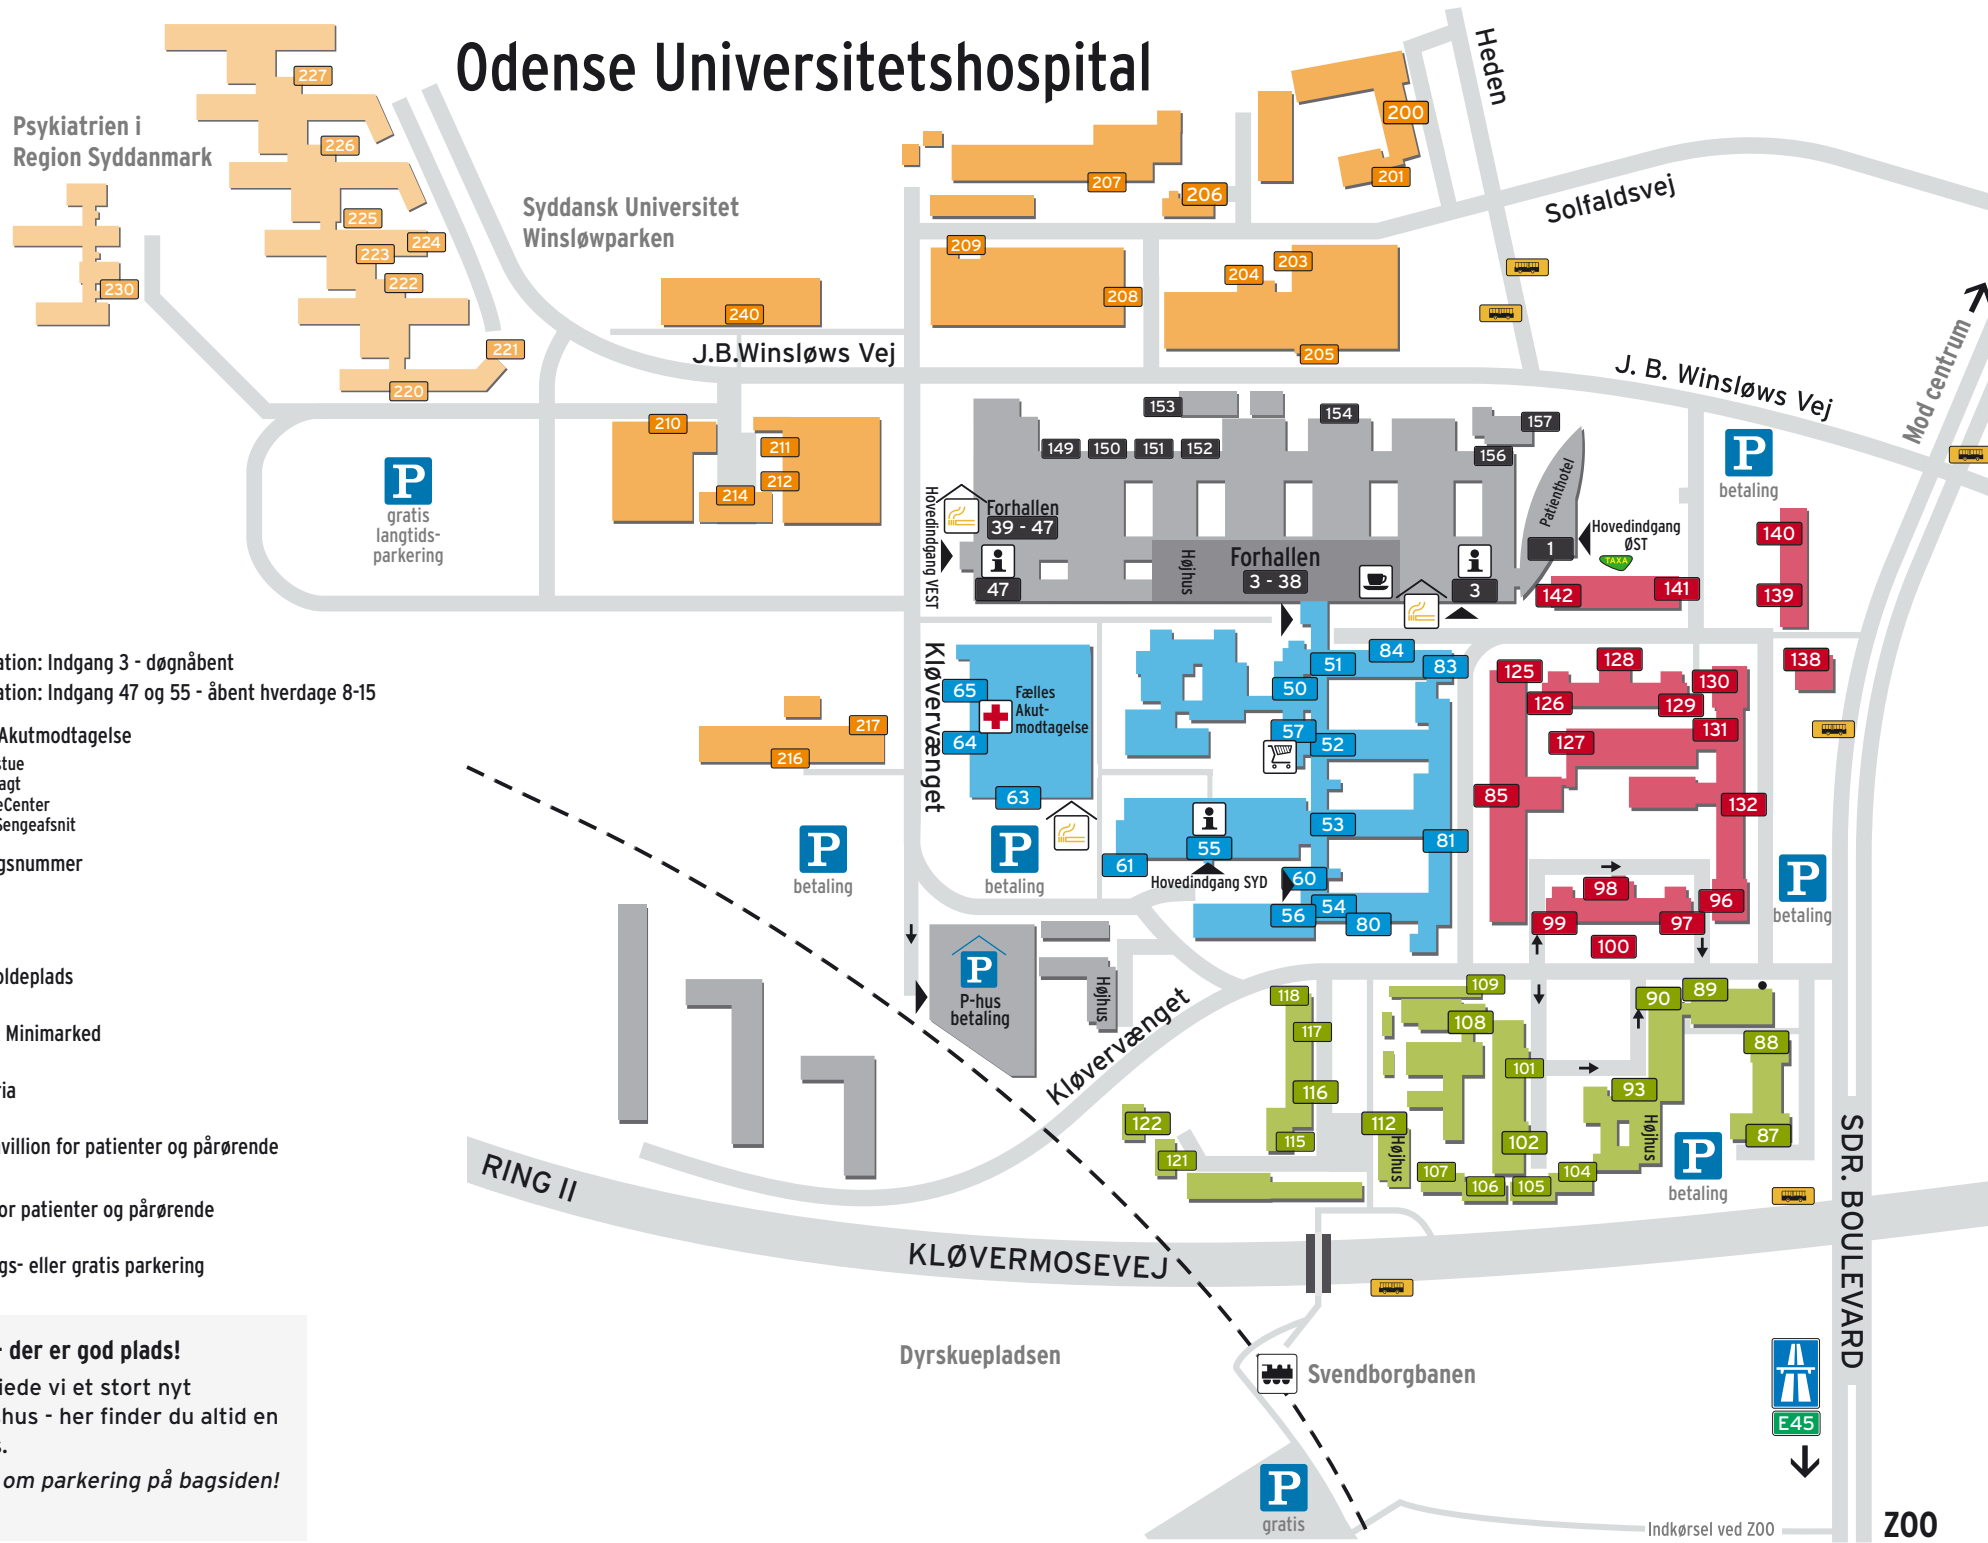 Odense Universitetshospital
Psykiatrien i
Region Syddanmark
Syddansk Universitet
Winsløwparken
Heden
Solfaldsvej
Mod centrum
J.B.Winsløws Vej
J. B. Winsløws Vej
227
226
225
224
223
222
221
220
230
240
200
201
207
206
209
208
204
203
205
210
211
212
214
P
gratis
langtids-
parkering
153
154
157
149
150
151
152
156
Hovedindgang VEST
Forhallen
39 - 47
i
47
Højhus
Forhallen
3 - 38
i
3
Patienthotel
1
Hovedindgang
ØST
TAXA
P
betaling
140
139
142
141
138
ation: Indgang 3 - døgnåbent
ation: Indgang 47 og 55 - åbent hverdage 8-15
Akutmodtagelse
stue
agt
eCenter
Sengeafsnit
gsnummer
oldeplads
Minimarked
ria
avillion for patienter og pårørende
or patienter og pårørende
gs- eller gratis parkering
- der er god plads!
iede vi et stort nyt
shus - her finder du altid en
s.
om parkering på bagsiden!
217
216
Kløvervænget
65
64
63
Fælles
Akut-
modtagelse
51
84
83
50
57
52
53
81
i
55
61
Hovedindgang SYD
60
54
56
80
125
128
130
126
129
131
127
85
132
98
96
99
97
100
P
betaling
P
betaling
P
betaling
P
P-hus
betaling
Højhus
Kløvervænget
118
117
116
115
122
121
109
108
101
102
112
Højhus
107
106
105
104
93
Højhus
90
89
88
87
P
betaling
RING II
KLØVERMOSEVEJ
SDR. BOULEVARD
Dyrskuepladsen
Svendborgbanen
E45
P
gratis
Indkørsel ved ZOO
ZOO